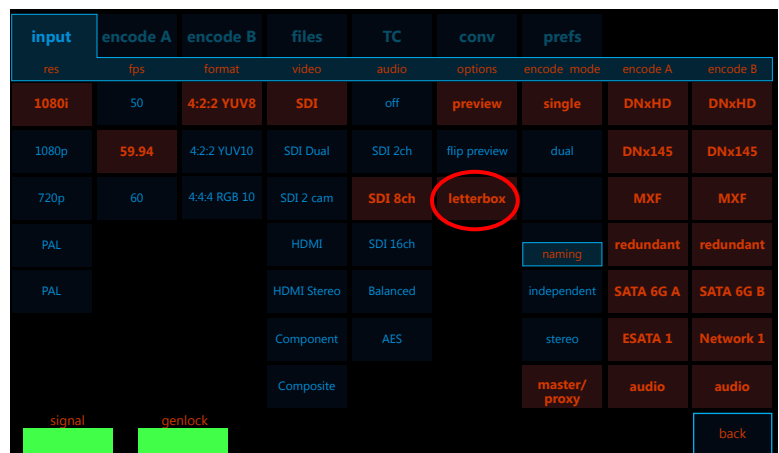 input encode A encode B files TC conv prefs
res fps format video audio options encode mode encode A encode B
1080i 50 4:2:2 YUV8 SDI off preview single DNxHD DNxHD
1080p 59.94 4:2:2 YUV10 SDI Dual SDI 2ch flip preview dual DNx145 DNx145
720p 60 4:4:4 RGB 10 SDI 2 cam SDI 8ch letterbox MXF MXF
PAL HDMI SDI 16ch naming redundant redundant
PAL HDMI Stereo Balanced independent SATA 6G A SATA 6G B
Component AES stereo ESATA 1 Network 1
Composite master/ proxy audio audio
signal genlock back